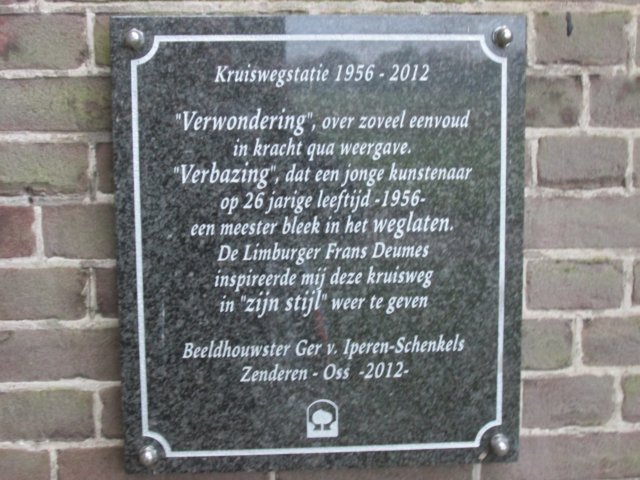 Kruiswegstatie 1956 - 2012
"Verwondering", over zoveel eenvoud
in kracht qua weergave.
"Verbazing", dat een jonge kunstenaar
op 26 jarige leeftijd -1956-
een meester bleek in het weglaten.
De Limburger Frans Deumes
inspireerde mij deze kruisweg
in "zijn stijl" weer te geven
Beeldhouwster Ger v. Iperen-Schenkels
Zenderen - Oss -2012-